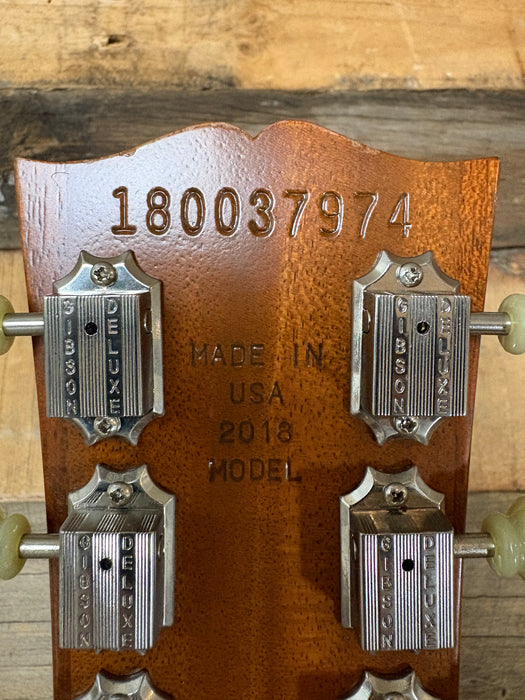 180037974
GIBSON DELUXE
GIBSON DELUXE
MADE IN
USA
2018
MODEL
GIBSON DELUXE
GIBSON DELUXE